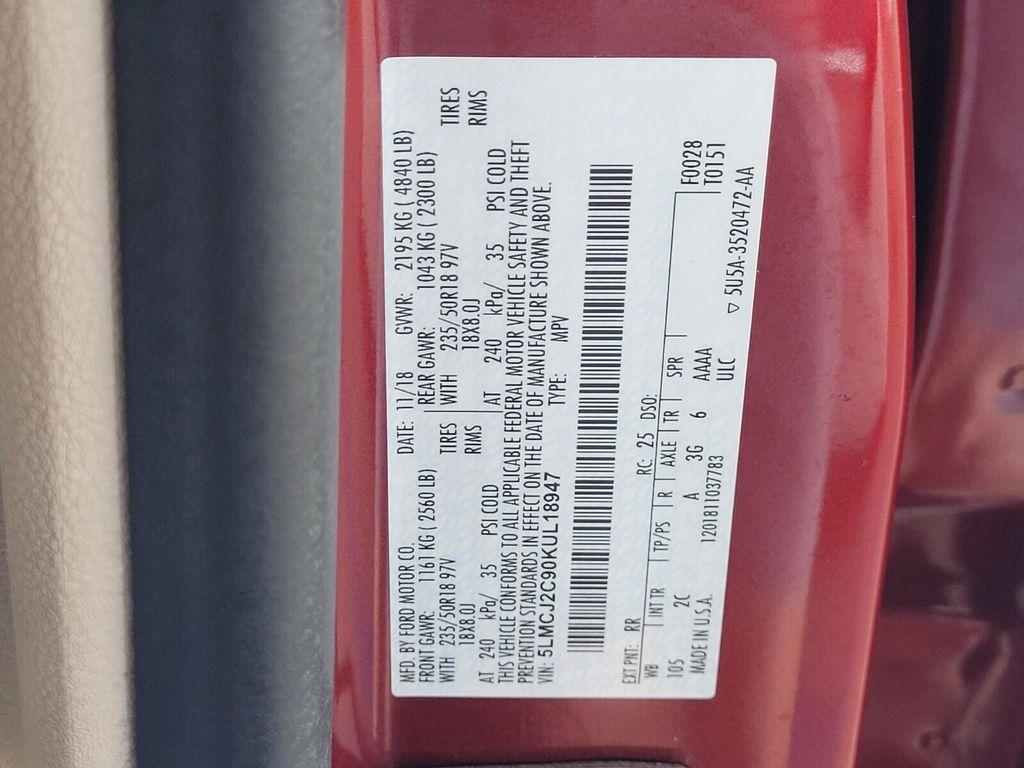 MFD. BY FORD MOTOR CO. DATE: 11/18 GVWR: 2195 KG ( 4840 LB)
FRONT GAWR: 1161 KG ( 2560 LB) REAR GAWR: 1043 KG ( 2300 LB)
WITH 235/50R18 97V TIRES WITH 235/50R18 97V TIRES
18X8.0J RIMS 18X8.0J RIMS
AT 240 kPa/ 35 PSI COLD AT 240 kPa/ 35 PSI COLD
THIS VEHICLE CONFORMS TO ALL APPLICABLE FEDERAL MOTOR VEHICLE SAFETY AND THEFT
PREVENTION STANDARDS IN EFFECT ON THE DATE OF MANUFACTURE SHOWN ABOVE.
VIN: 5LMCJ2C90KUL18947 TYPE: MPV
EXT PNT: RR RC: 25 DSO:
WB INT TR TP/PS R AXLE TR SPR F0028
105 2C A 3G 6 AAAA T0151
MADE IN U.S.A. 1201811037783 ULC
▽ 5U5A-3520472-AA